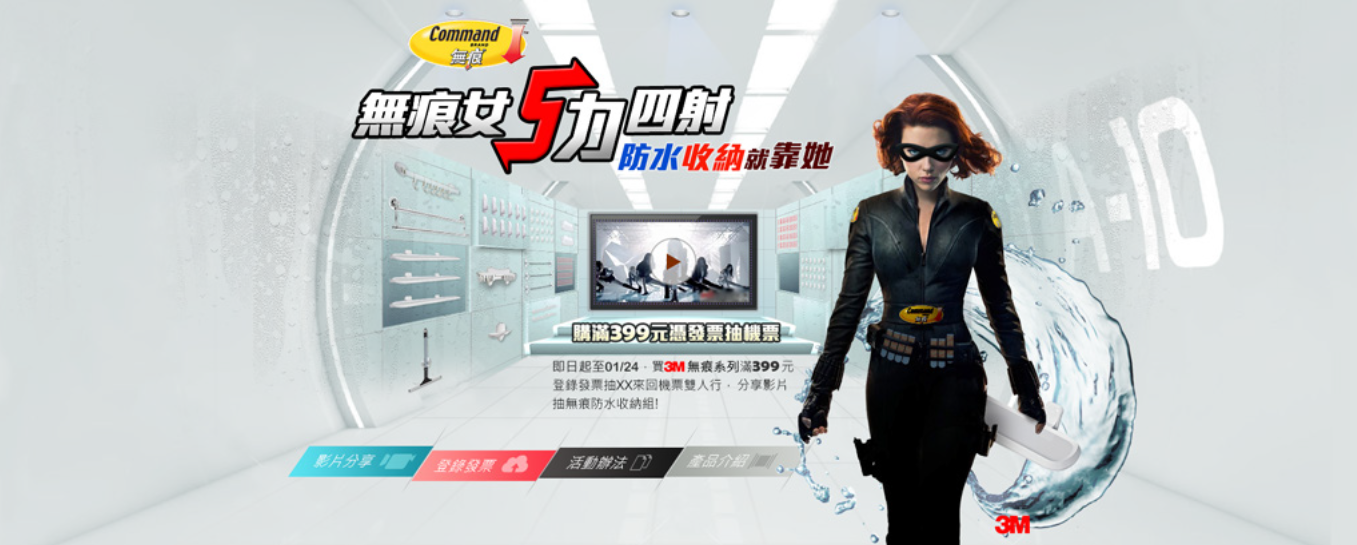 Command
BRAND
無痕
無痕女5力四射
防水收納就靠她
A-10
購滿399元憑發票抽機票
即日起至01/24,買3M無痕系列滿399元
登錄發票抽XX來回機票雙人行,分享影片
抽無痕防水收納組!
影片分享
登錄發票
活動辦法
產品介紹
Command
3M